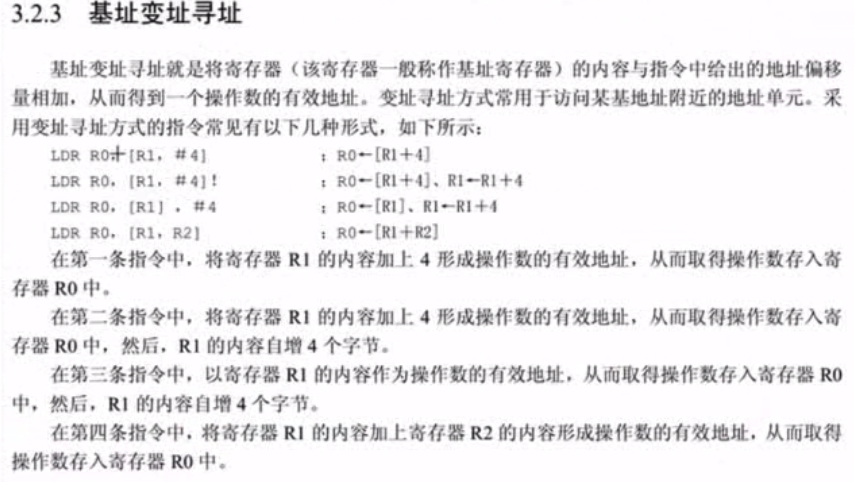 3.2.3 基址变址寻址
基址变址寻址就是将寄存器（该寄存器一般称作基址寄存器）的内容与指令中给出的地址偏移
量相加，从而得到一个操作数的有效地址。变址寻址方式常用于访问某基地址附近的地址单元。采
用变址寻址方式的指令常见有以下几种形式，如下所示：
LDR R0，[R1，＃4] ；R0←[R1+4]
LDR R0，[R1，＃4]！ ；R0←[R1+4]、R1←R1+4
LDR R0，[R1]，＃4 ；R0←[R1]、R1←R1+4
LDR R0，[R1，R2] ；R0←[R1+R2]
在第一条指令中，将寄存器 R1 的内容加上 4 形成操作数的有效地址，从而取得操作数存入寄
存器 R0 中。
在第二条指令中，将寄存器 R1 的内容加上 4 形成操作数的有效地址，从而取得操作数存入寄
存器 R0 中，然后，R1 的内容自增 4 个字节。
在第三条指令中，以寄存器 R1 的内容作为操作数的有效地址，从而取得操作数存入寄存器 R0
中，然后，R1 的内容自增 4 个字节。
在第四条指令中，将寄存器 R1 的内容加上寄存器 R2 的内容形成操作数的有效地址，从而取得
操作数存入寄存器 R0 中。